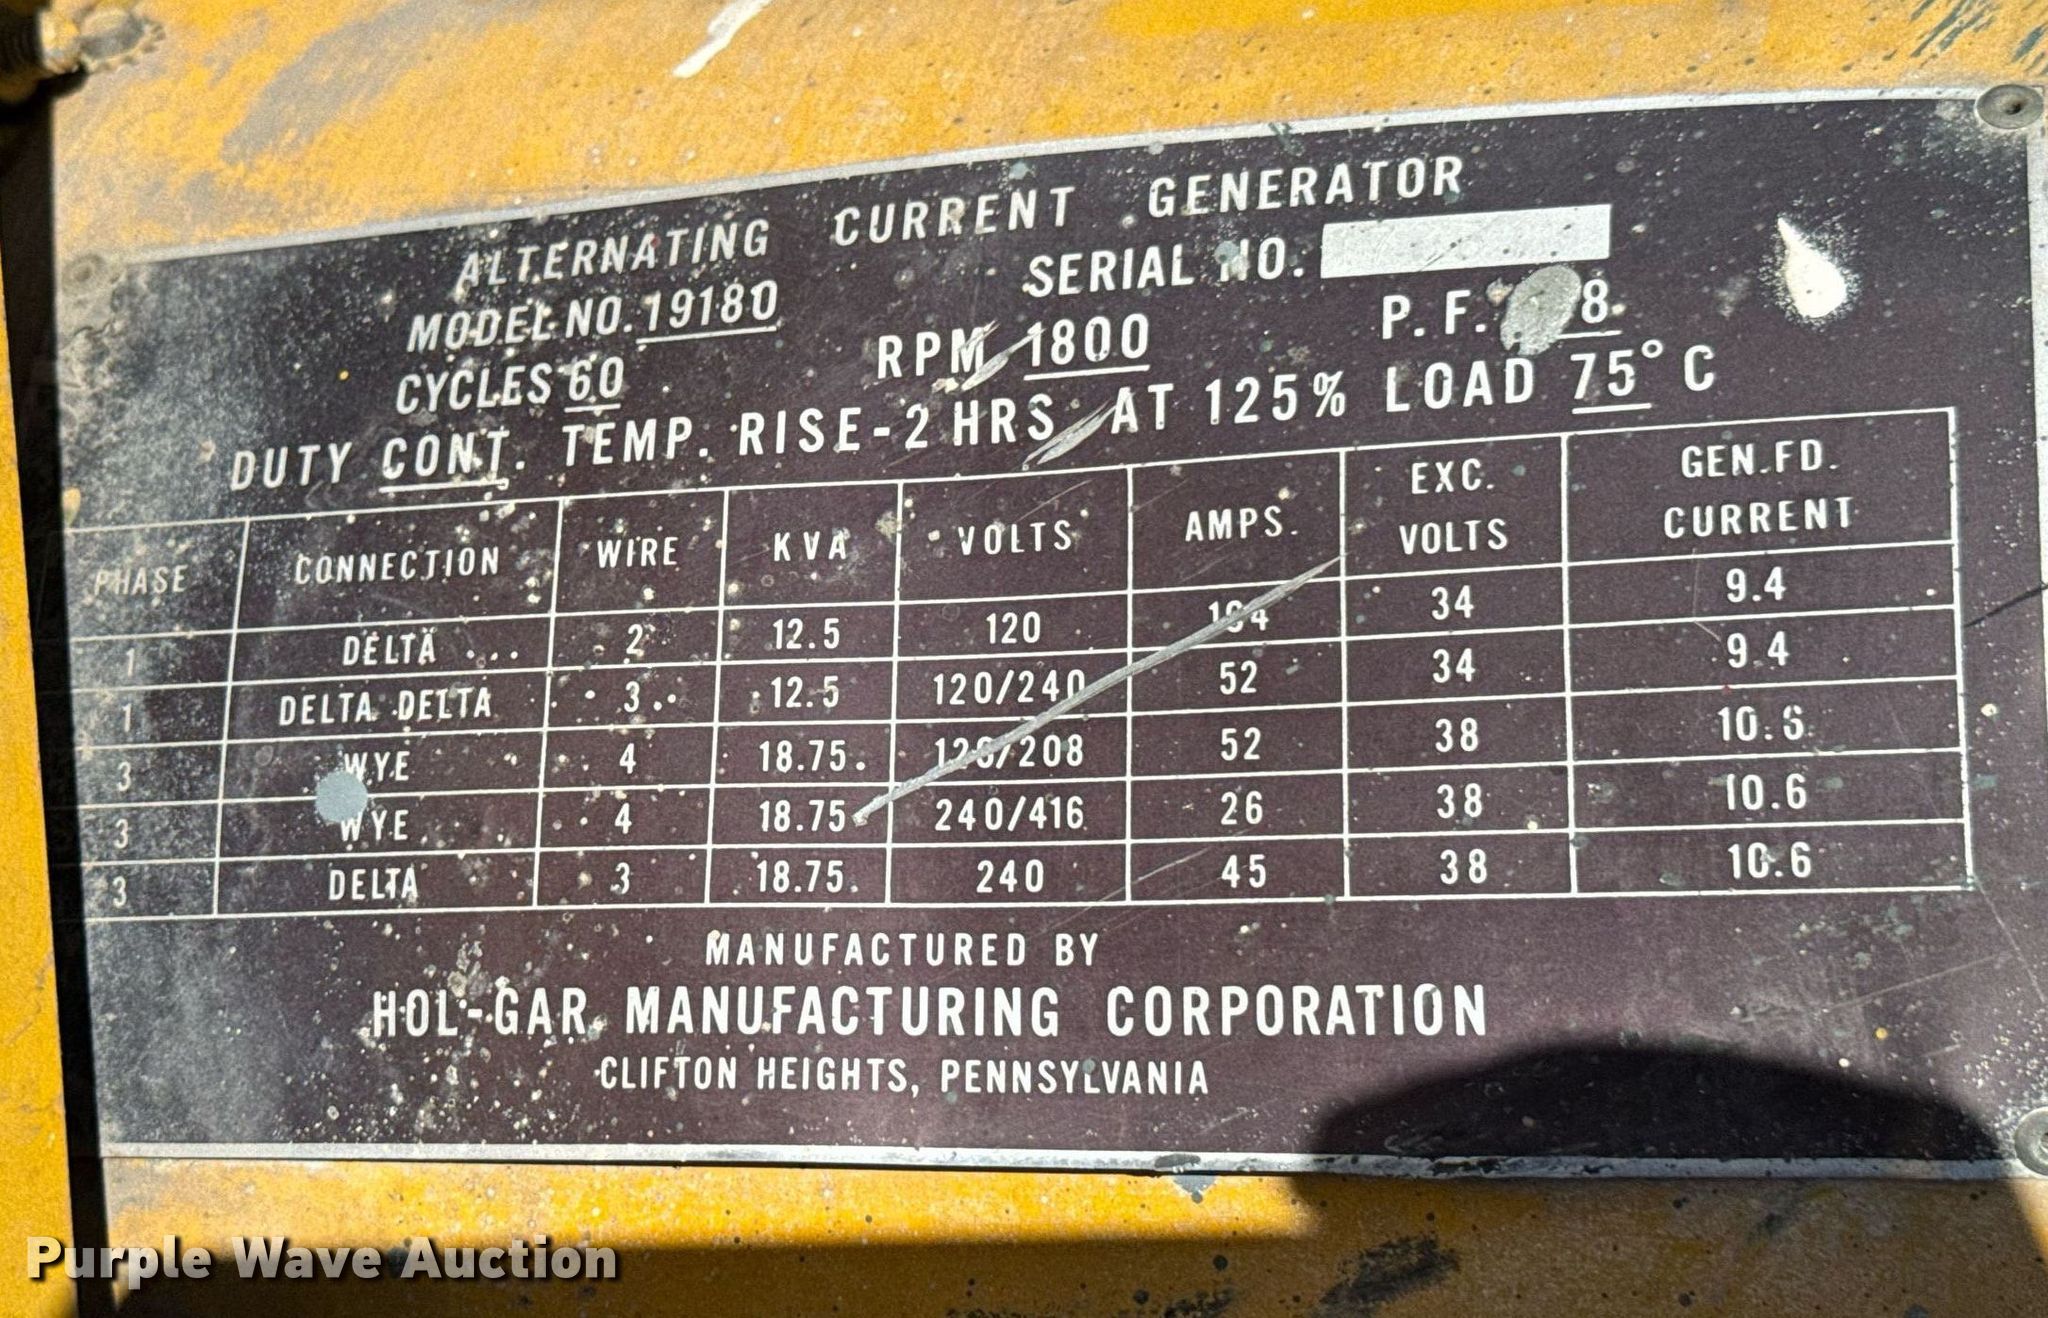 ALTERNATING CURRENT GENERATOR
MODEL NO. 19180 SERIAL NO.
CYCLES 60 RPM 1800 P. F. 8
DUTY CONT. TEMP. RISE-2 HRS. AT 125% LOAD 75° C
PHASE CONNECTION WIRE KVA VOLTS AMPS. EXC. VOLTS GEN. FD. CURRENT
1 DELTA 2 12.5 120 104 34 9.4
1 DELTA DELTA 3 12.5 120/240 52 34 9.4
3 WYE 4 18.75 120/208 52 38 10.6
3 WYE 4 18.75 240/416 26 38 10.6
3 DELTA 3 18.75 240 45 38 10.6
MANUFACTURED BY
HOL-GAR MANUFACTURING CORPORATION
CLIFTON HEIGHTS, PENNSYLVANIA
Purple Wave Auction